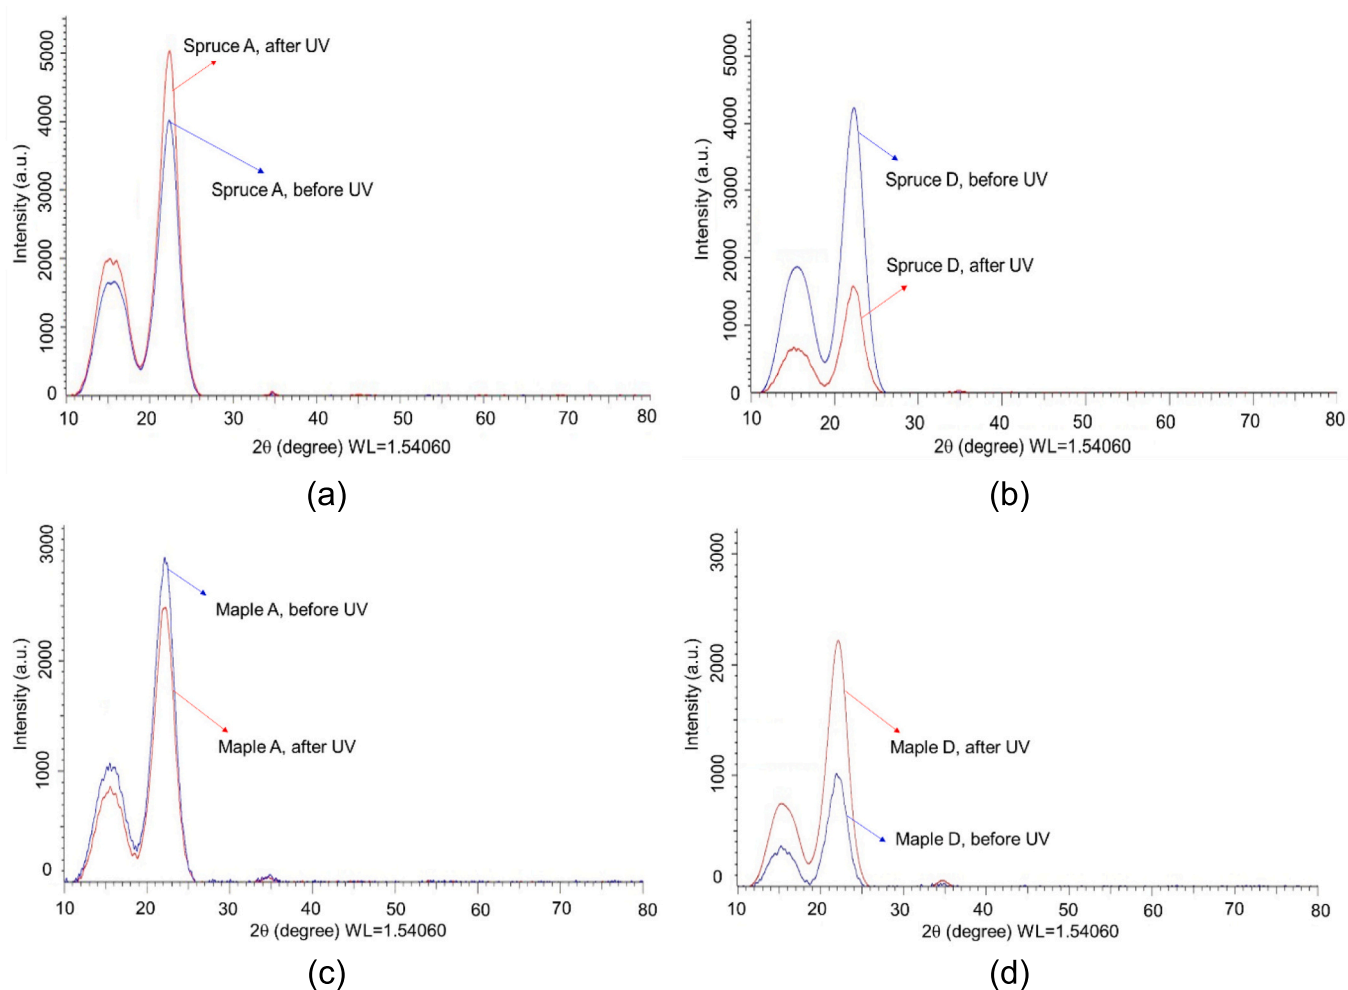 Intensity (a.u.)
5000
4000
3000
2000
1000
0
Spruce A, after UV
Spruce A, before UV
10 20 30 40 50 60 70 80
2θ (degree) WL=1.54060
(a)
Intensity (a.u.)
5000
4000
3000
2000
1000
0
Spruce D, before UV
Spruce D, after UV
10 20 30 40 50 60 70 80
2θ (degree) WL=1.54060
(b)
Intensity (a.u.)
3000
2000
1000
0
Maple A, before UV
Maple A, after UV
10 20 30 40 50 60 70 80
2θ (degree) WL=1.54060
(c)
Intensity (a.u.)
3000
2000
1000
0
Maple D, after UV
Maple D, before UV
10 20 30 40 50 60 70 80
2θ (degree) WL=1.54060
(d)